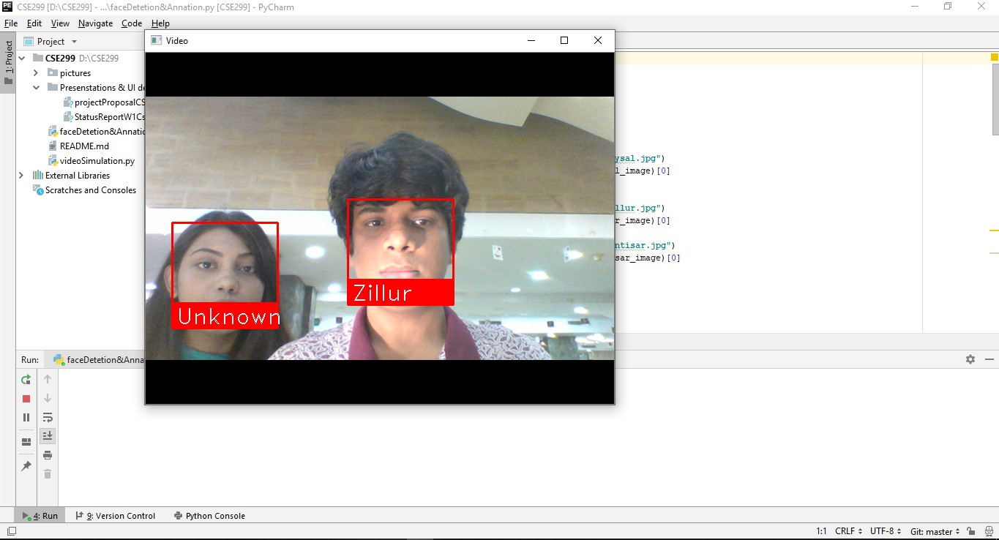 CSE299 [D:\CSE299] - ...\faceDetetion&Annation.py [CSE299] - PyCharm
File Edit View Navigate Code Help
Video
1: Project
Project
CSE299 D:\CSE299
pictures
Presenstations & UI de
projectProposalCS
StatusReportW1Cs
faceDetetion&Annatic
README.md
videoSimulation.py
External Libraries
Scratches and Consoles
ysal.jpg")
l_image)[0]
llur.jpg")
r_image)[0]
ntisar.jpg")
sar_image)[0]
Zillur
Unknown
Run: faceDetetion&Anna
4: Run 9: Version Control Python Console
1:1 CRLF UTF-8 Git: master